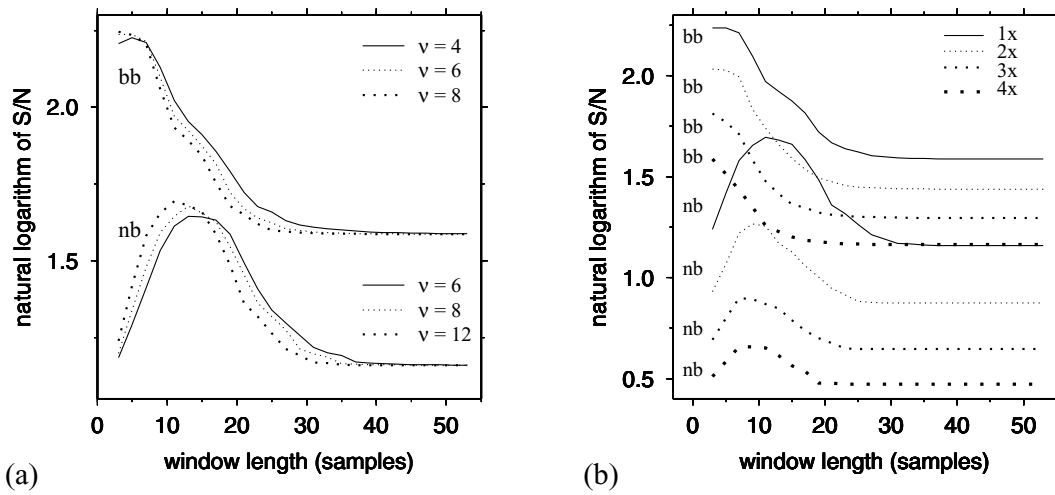 natural logarithm of S/N
2.0
1.5
bb
nb
ν = 4
ν = 6
ν = 8
ν = 6
ν = 8
ν = 12
0 10 20 30 40 50
window length (samples)
(a)
natural logarithm of S/N
2.0
1.5
1.0
0.5
bb
bb
bb
bb
nb
nb
nb
nb
1x
2x
3x
4x
0 10 20 30 40 50
window length (samples)
(b)